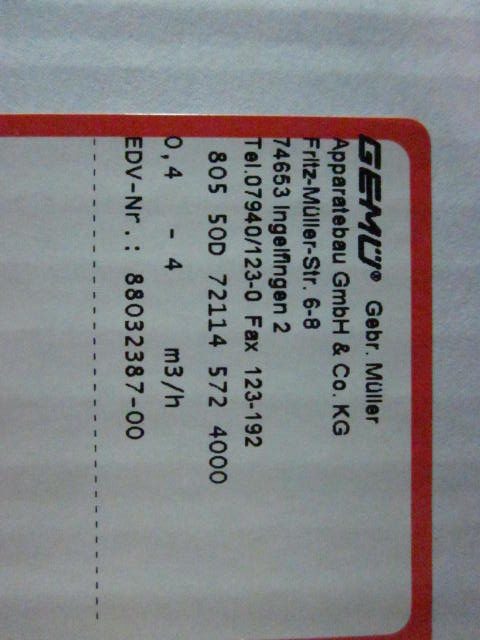 GEMÜ® Gebr. Müller
Apparatebau GmbH & Co. KG
Fritz-Müller-Str. 6-8
74653 Ingelfingen 2
Tel.07940/123-0 Fax 123-192
805 50D 72114 572 4000
0,4 - 4 m3/h
EDV-Nr.: 88032387-00